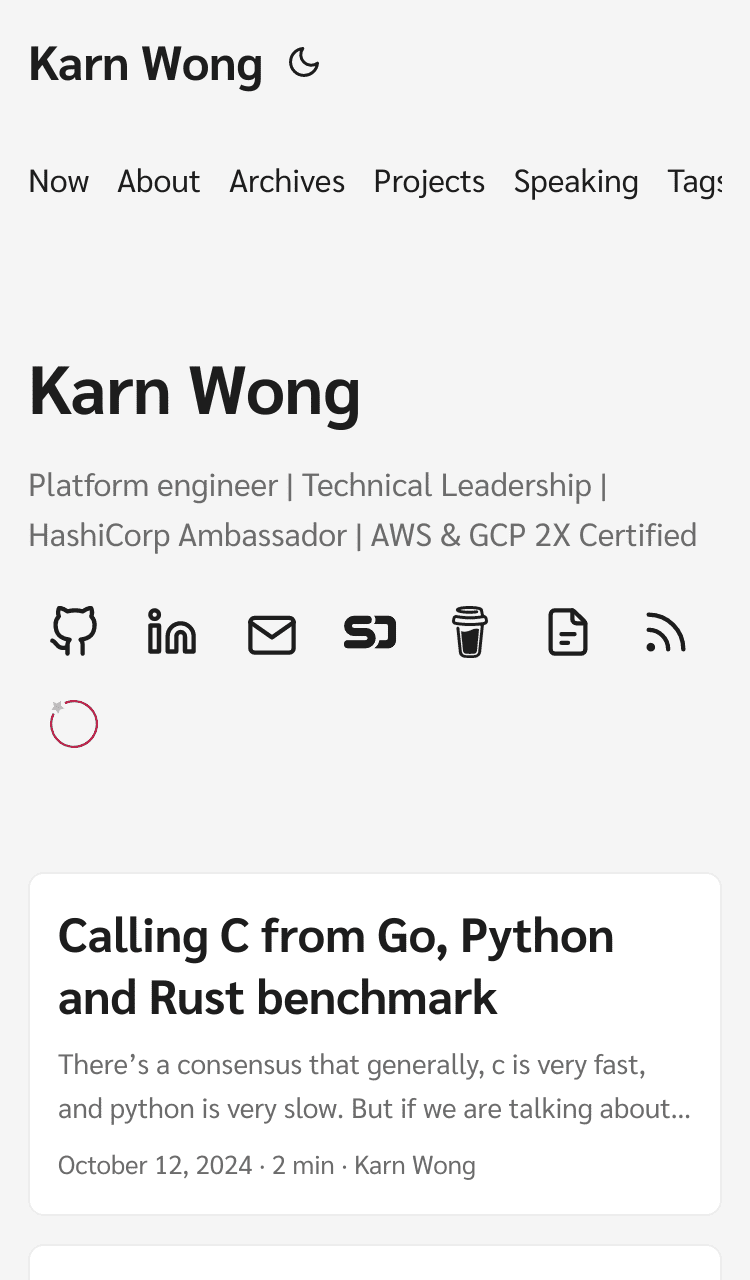 Karn Wong
Now About Archives Projects Speaking Tags
Karn Wong
Platform engineer | Technical Leadership |
HashiCorp Ambassador | AWS & GCP 2X Certified
Calling C from Go, Python
and Rust benchmark
There’s a consensus that generally, c is very fast,
and python is very slow. But if we are talking about...
October 12, 2024 · 2 min · Karn Wong